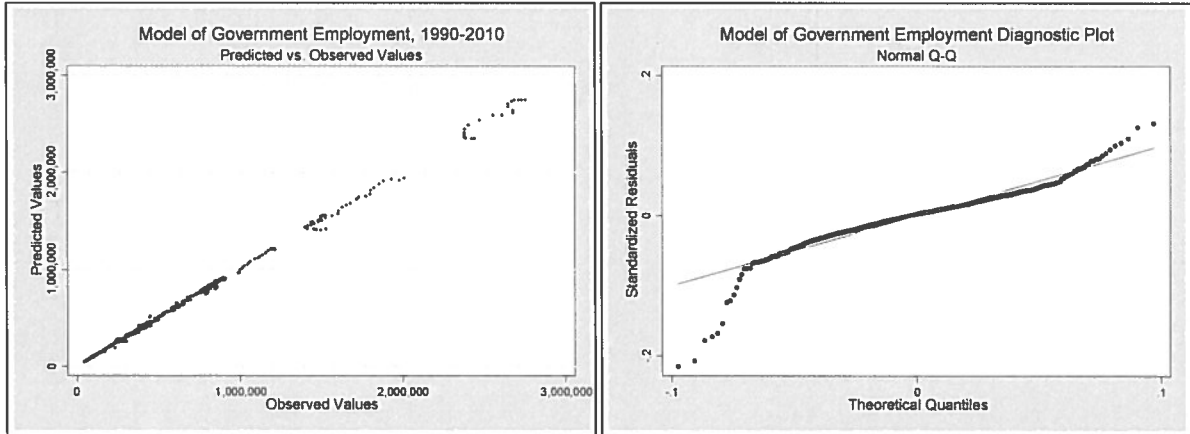 Model of Government Employment, 1990-2010
Predicted vs. Observed Values
Predicted Values
3,000,000
2,000,000
1,000,000
0
0
1,000,000
2,000,000
3,000,000
Observed Values
Model of Government Employment Diagnostic Plot
Normal Q-Q
Standardized Residuals
.2
0
-.2
-.1
0
.1
Theoretical Quantiles